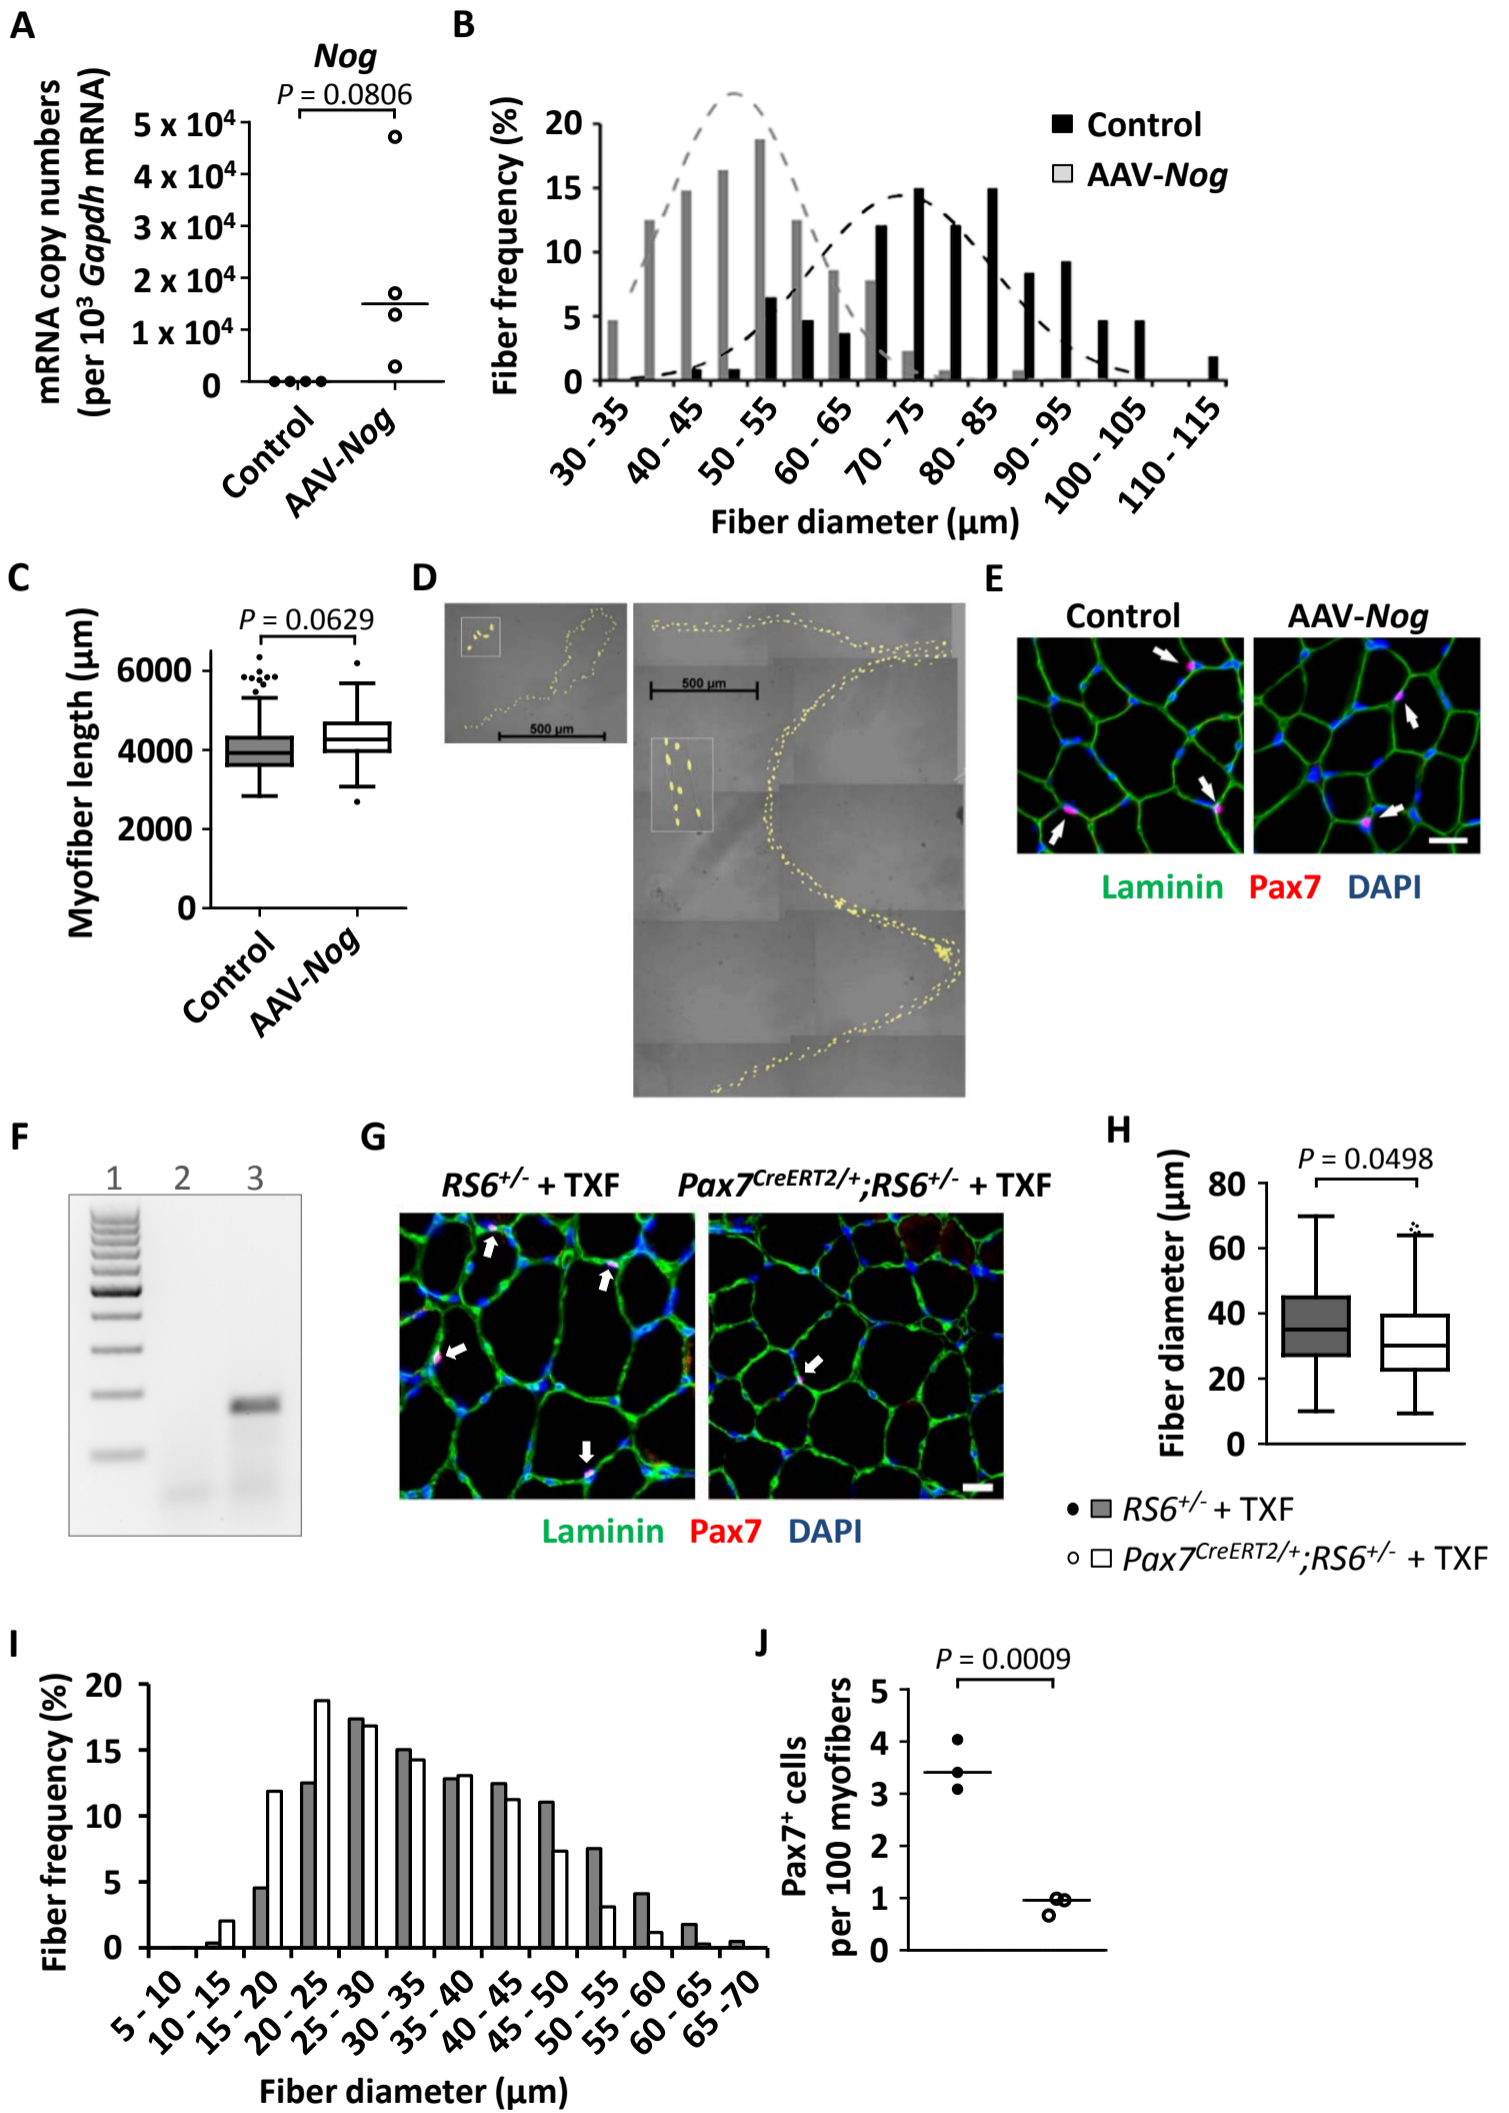 A
Nog
P = 0.0806
mRNA copy numbers
(per 10³ Gapdh mRNA)
5 x 10⁴
4 x 10⁴
3 x 10⁴
2 x 10⁴
1 x 10⁴
0
Control
AAV-Nog
B
Fiber frequency (%)
20
15
10
5
0
Control
AAV-Nog
30 - 35
40 - 45
50 - 55
60 - 65
70 - 75
80 - 85
90 - 95
100 - 105
110 - 115
Fiber diameter (µm)
C
P = 0.0629
Myofiber length (µm)
6000
4000
2000
0
Control
AAV-Nog
D
500 µm
500 µm
E
Control
AAV-Nog
Laminin Pax7 DAPI
F
1 2 3
G
RS6⁺/⁻ + TXF
Pax7ᶜʳᵉᴱᴿᵀ²/⁺;RS6⁺/⁻ + TXF
Laminin Pax7 DAPI
H
P = 0.0498
Fiber diameter (µm)
80
60
40
20
0
RS6⁺/⁻ + TXF
Pax7ᶜʳᵉᴱᴿᵀ²/⁺;RS6⁺/⁻ + TXF
I
Fiber frequency (%)
20
15
10
5
0
5 - 10
10 - 15
15 - 20
20 - 25
25 - 30
30 - 35
35 - 40
40 - 45
45 - 50
50 - 55
55 - 60
60 - 65
65 -70
Fiber diameter (µm)
J
P = 0.0009
Pax7⁺ cells
per 100 myofibers
5
4
3
2
1
0